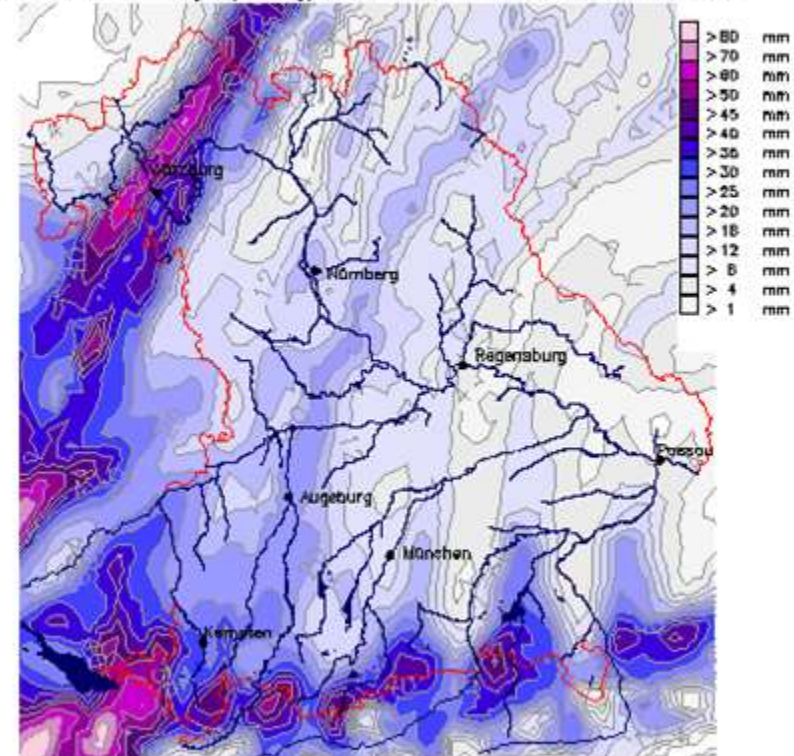 > 80 mm
> 70 mm
> 60 mm
> 50 mm
> 45 mm
> 40 mm
> 35 mm
> 30 mm
> 25 mm
> 20 mm
> 16 mm
> 12 mm
> 8 mm
> 4 mm
> 1 mm
Würzburg
Nürnberg
Regensburg
Passau
Augsburg
München
Kempten